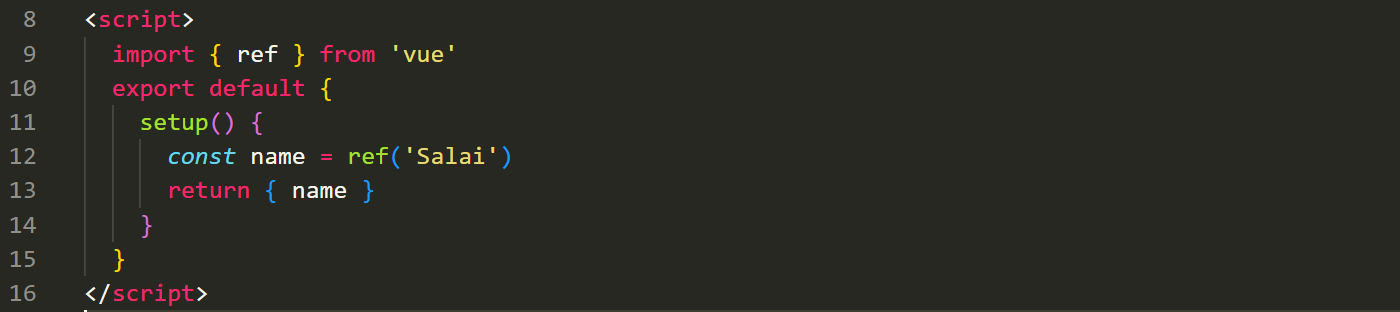 8 <script>
9 import { ref } from 'vue'
10 export default {
11 setup() {
12 const name = ref('Salai')
13 return { name }
14 }
15 }
16 </script>